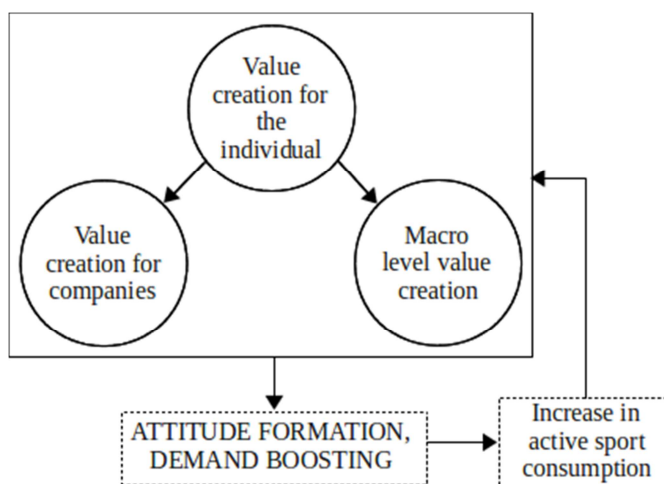 Value
creation for
the
individual
Value
creation for
companies
Macro
level value
creation
ATTITUDE FORMATION,
DEMAND BOOSTING
Increase in
active sport
consumption